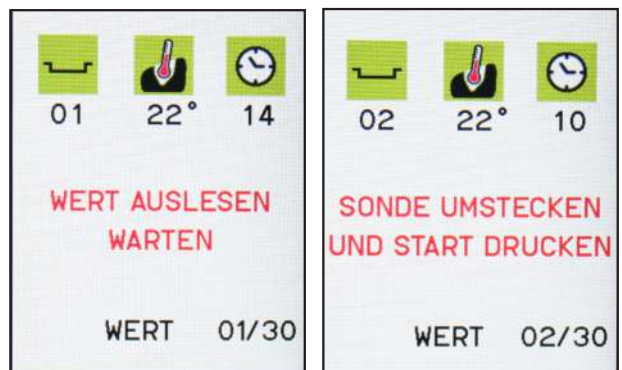 01 22° 14
WERT AUSLESEN
WARTEN
WERT 01/30
02 22° 10
SONDE UMSTECKEN
UND START DRUCKEN
WERT 02/30